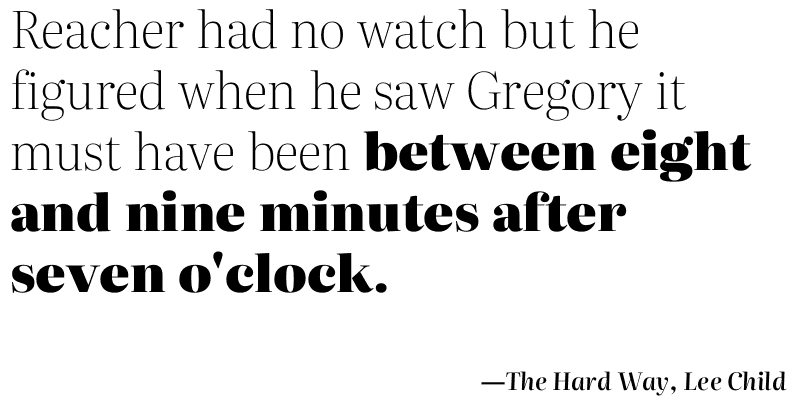 Reacher had no watch but he
figured when he saw Gregory it
must have been between eight
and nine minutes after
seven o'clock.
—The Hard Way, Lee Child